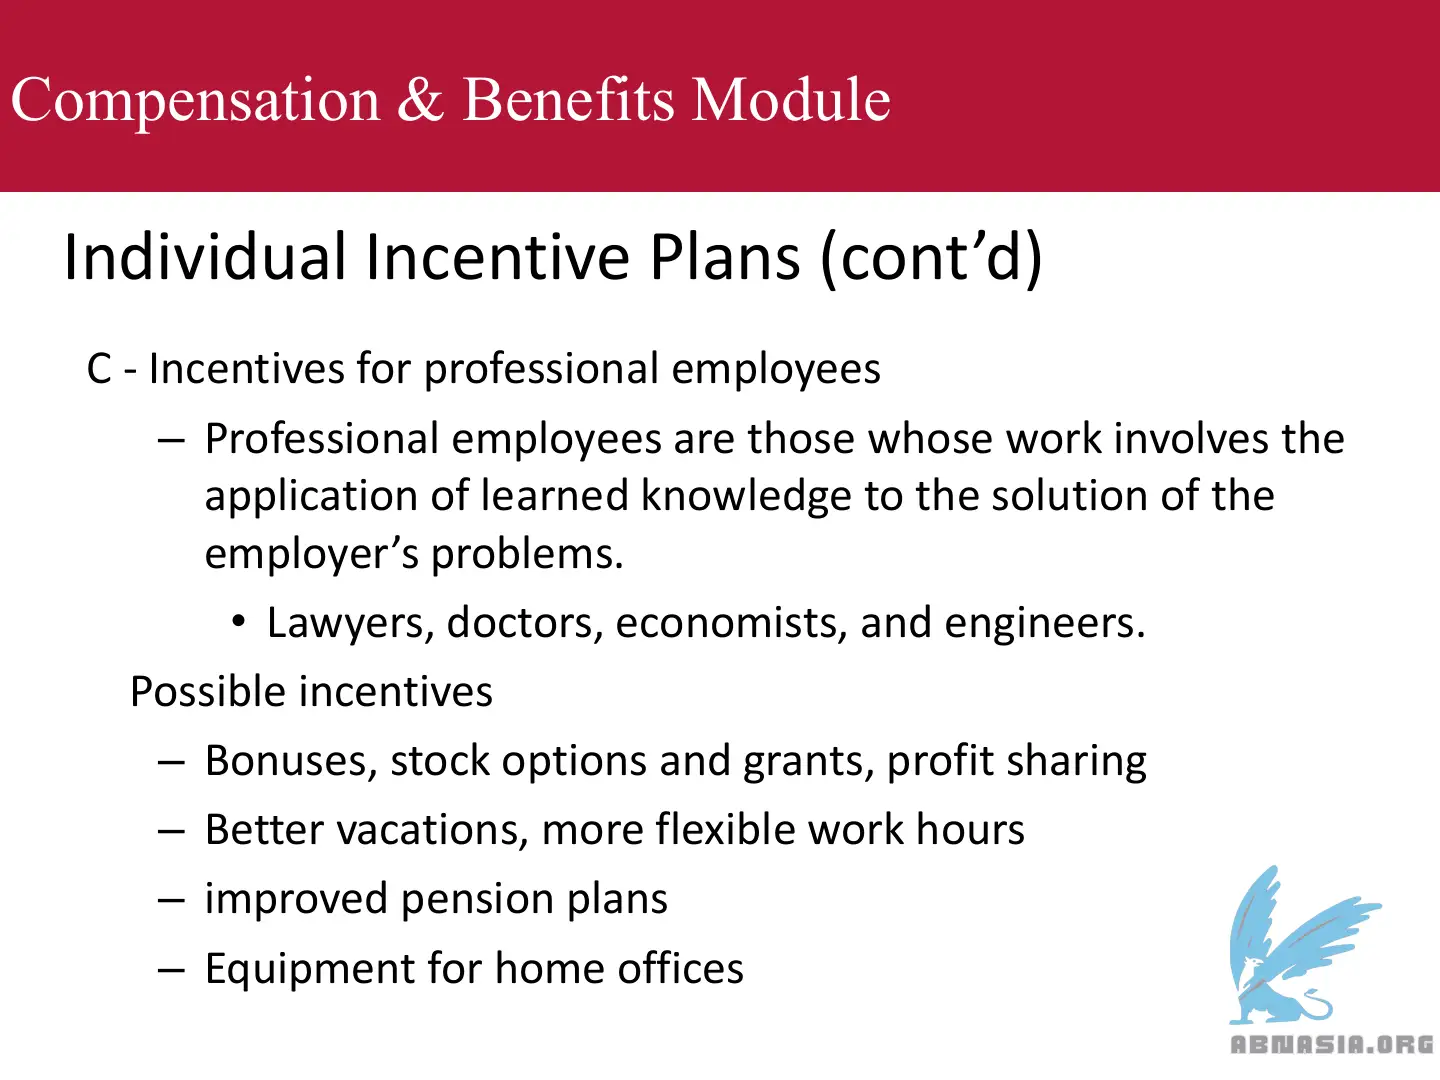 Compensation & Benefits Module
Individual Incentive Plans (cont’d)
C - Incentives for professional employees
– Professional employees are those whose work involves the
application of learned knowledge to the solution of the
employer’s problems.
• Lawyers, doctors, economists, and engineers.
Possible incentives
– Bonuses, stock options and grants, profit sharing
– Better vacations, more flexible work hours
– improved pension plans
– Equipment for home offices
ABNASIA.ORG